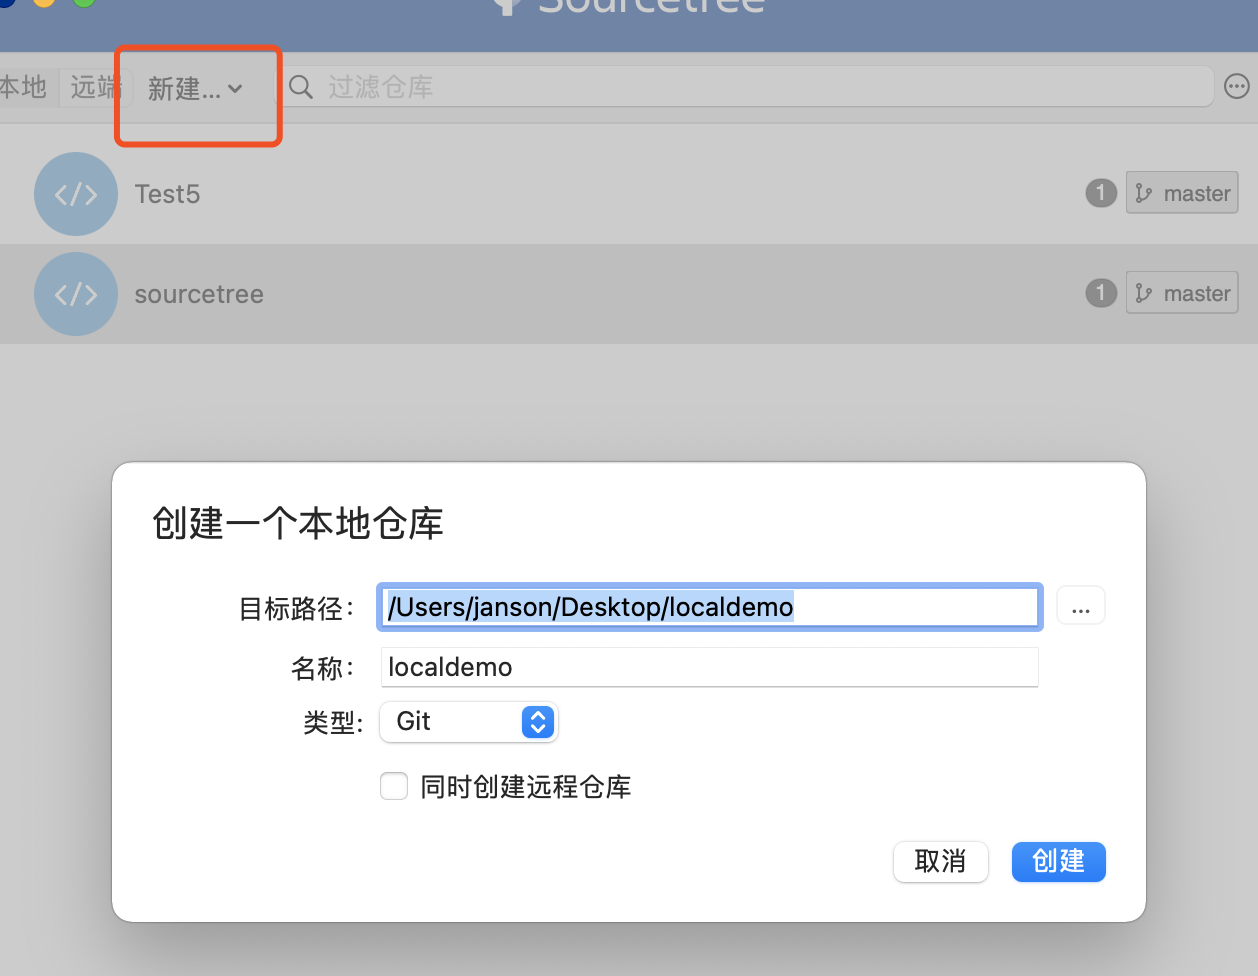 Sourcetree
本地 远端 新建... 过滤仓库
Test5 1 master
sourcetree 1 master
创建一个本地仓库
目标路径: /Users/janson/Desktop/localdemo ...
名称: localdemo
类型: Git
同时创建远程仓库
取消 创建